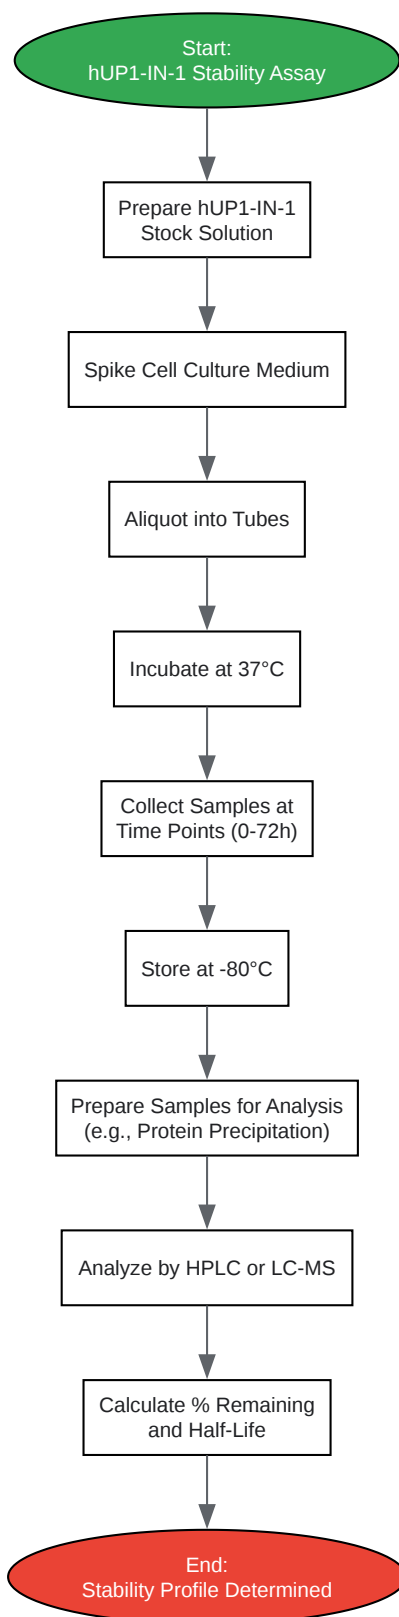 Start:
hUP1-IN-1 Stability Assay
Prepare hUP1-IN-1
Stock Solution
Spike Cell Culture Medium
Aliquot into Tubes
Incubate at 37°C
Collect Samples at
Time Points (0-72h)
Store at -80°C
Prepare Samples for Analysis
(e.g., Protein Precipitation)
Analyze by HPLC or LC-MS
Calculate % Remaining
and Half-Life
End:
Stability Profile Determined